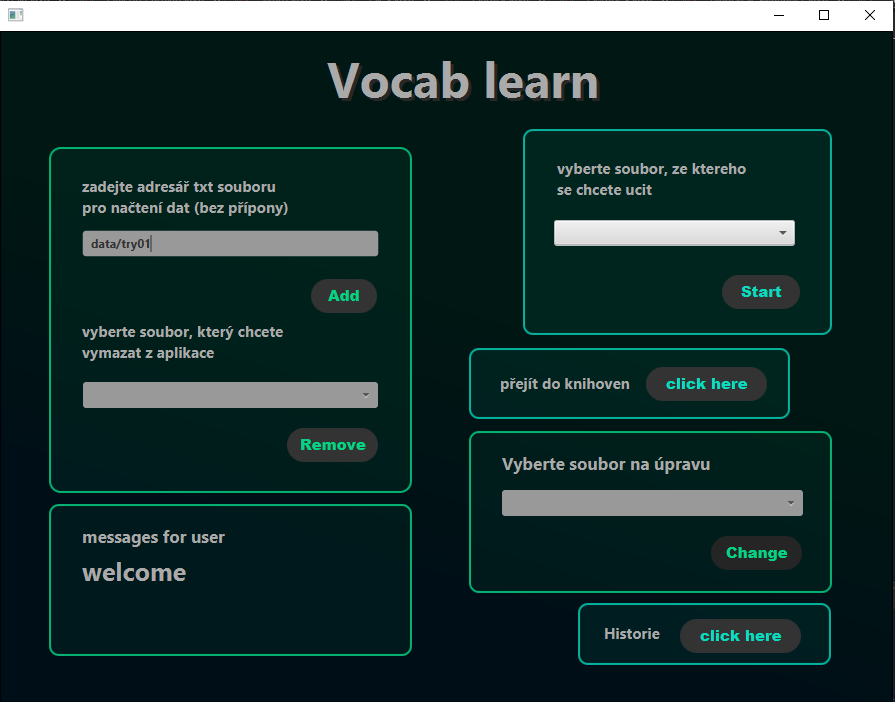 Vocab learn
zadejte adresář txt souboru
pro načtení dat (bez přípony)
data/try01
Add
vyberte soubor, který chcete
vymazat z aplikace
Remove
messages for user
welcome
vyberte soubor, ze ktereho
se chcete ucit
Start
přejít do knihoven click here
Vyberte soubor na úpravu
Change
Historie click here